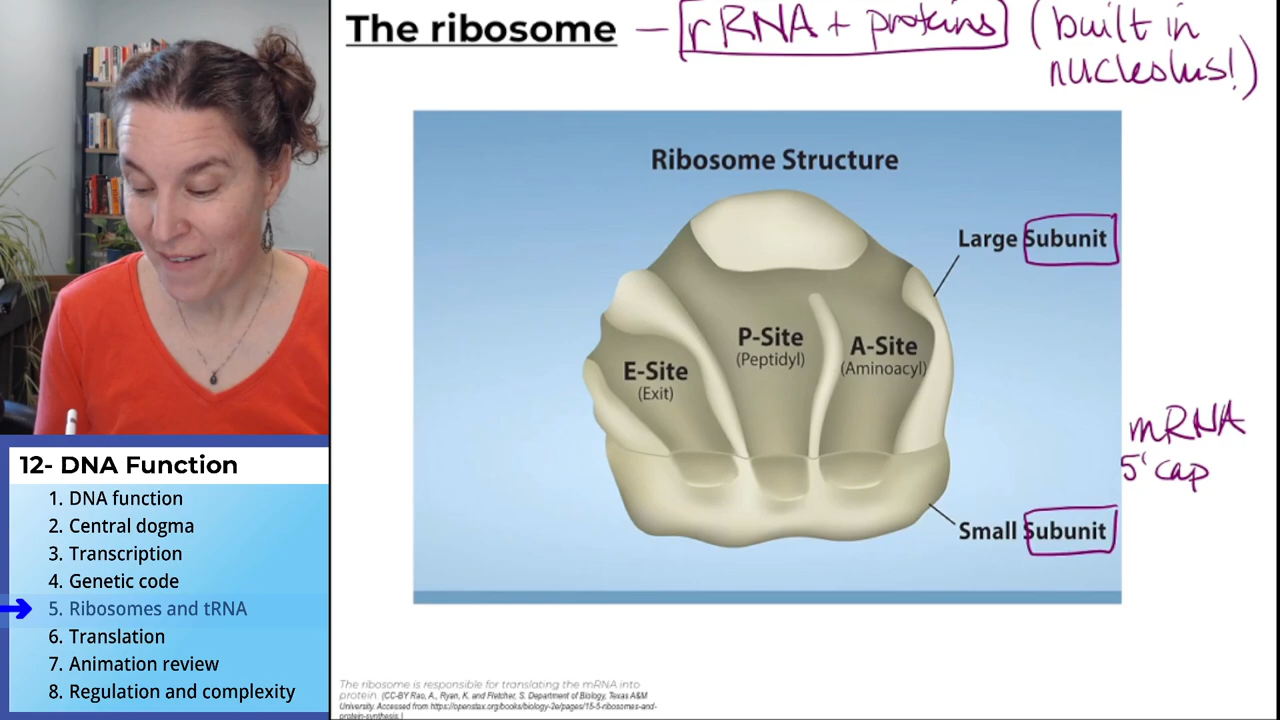 The ribosome — rRNA + proteins (built in
nucleolus!)
Ribosome Structure
Large Subunit
P-Site
(Peptidyl)
A-Site
(Aminoacyl)
E-Site
(Exit)
mRNA
5' cap
Small Subunit
12- DNA Function
1. DNA function
2. Central dogma
3. Transcription
4. Genetic code
5. Ribosomes and tRNA
6. Translation
7. Animation review
8. Regulation and complexity
The ribosome is responsible for translating the mRNA into
protein. (CC-BY Rao, A., Ryan, K. and Fletcher, S. Department of Biology, Texas A&M
University. Accessed from https://openstax.org/books/biology-2e/pages/15-5-ribosomes-and-
protein-synthesis.)